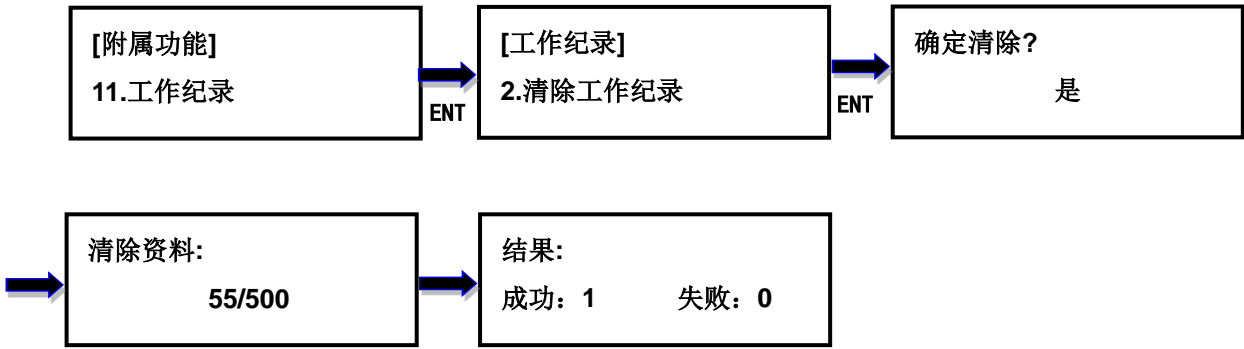 [附属功能]
11.工作纪录
ENT
[工作纪录]
2.清除工作纪录
ENT
确定清除?
是
清除资料:
55/500
结果:
成功：1 失败：0